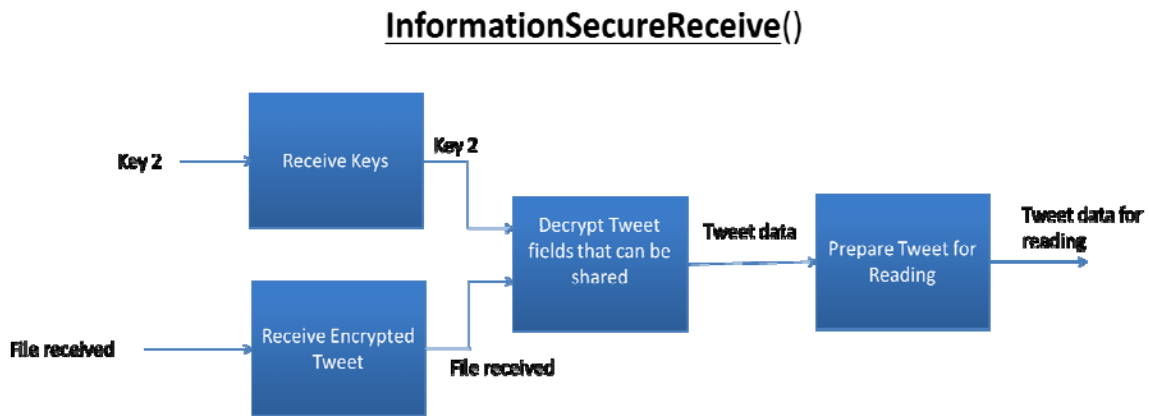 InformationSecureReceive()
Key 2
Receive Keys
Key 2
Decrypt Tweet
fields that can be
shared
Tweet data
Prepare Tweet for
Reading
Tweet data for
reading
File received
Receive Encrypted
Tweet
File received